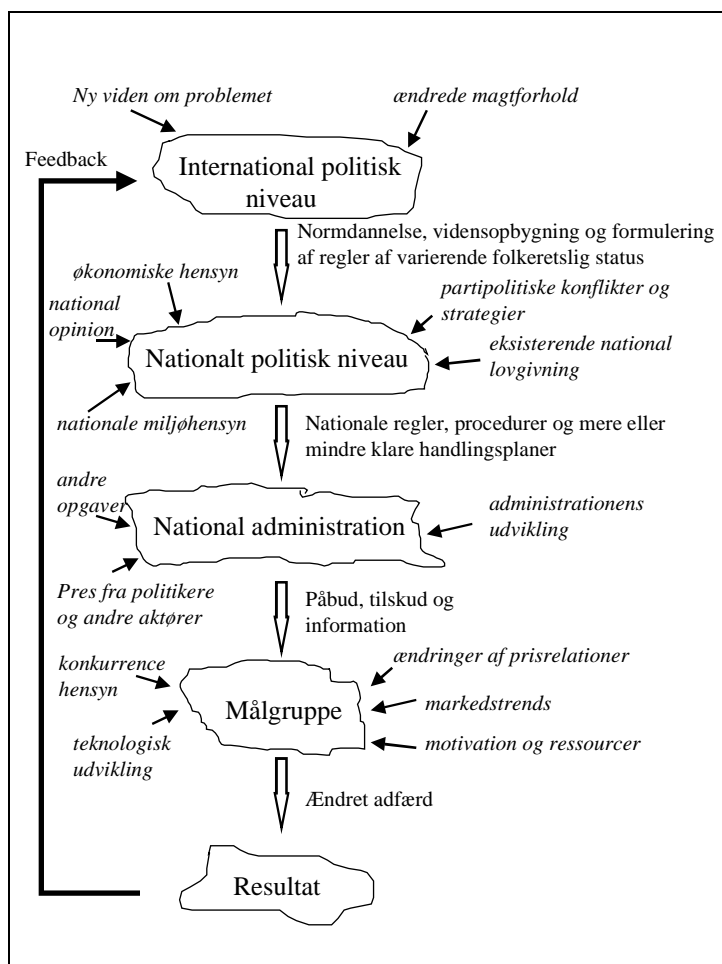 Ny viden om problemet
ændrede magtforhold
Feedback
International politisk
niveau
Normdannelse, vidensopbygning og formulering
af regler af varierende folkeretslig status
økonomiske hensyn
national
opinion
partipolitiske konflikter og
strategier
Nationalt politisk niveau
eksisterende national
lovgivning
nationale miljøhensyn
Nationale regler, procedurer og mere eller
mindre klare handlingsplaner
andre
opgaver
National administration
administrationens
udvikling
Pres fra politikere
og andre aktører
Påbud, tilskud og
information
konkurrence
hensyn
ændringer af prisrelationer
Målgruppe
markedstrends
teknologisk
udvikling
motivation og ressourcer
Ændret adfærd
Resultat